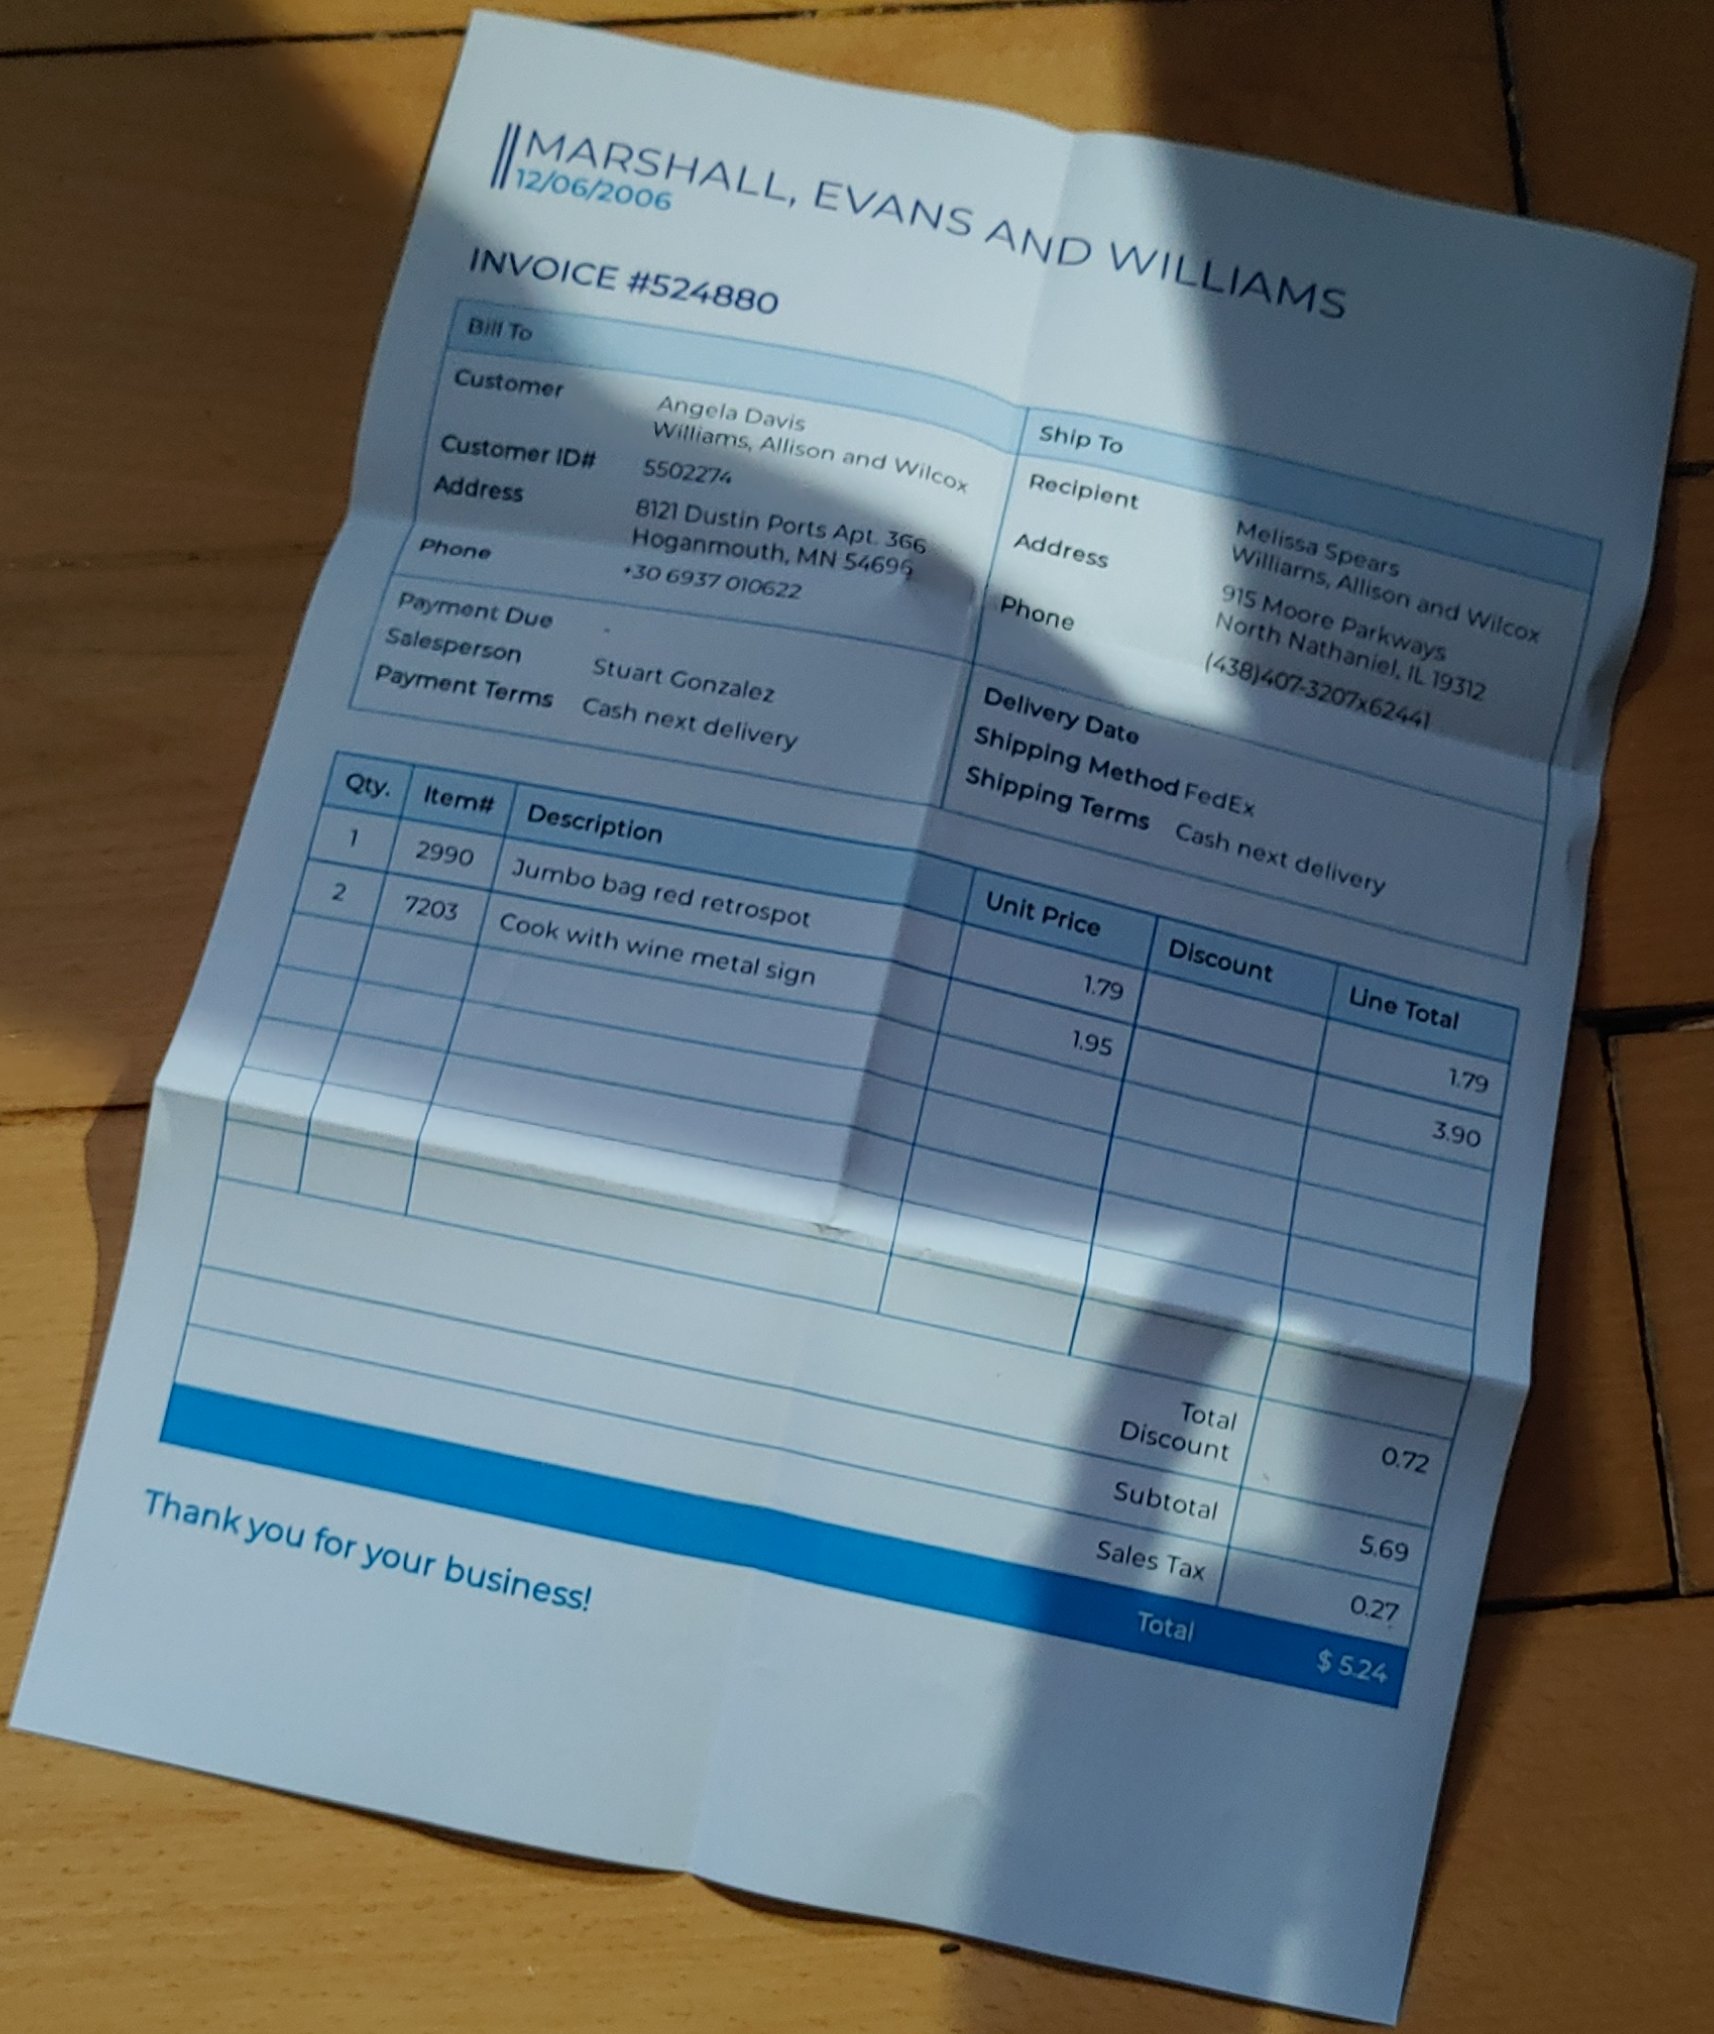 MARSHALL, EVANS AND WILLIAMS
12/06/2006
INVOICE #524880
Bill To
Customer Angela Davis
Williams, Allison and Wilcox
Customer ID# 5502274
Address 8121 Dustin Ports Apt. 366
Hoganmouth, MN 54696
Phone +30 6937 010622
Payment Due -
Salesperson Stuart Gonzalez
Payment Terms Cash next delivery
Ship To
Recipient Melissa Spears
Williams, Allison and Wilcox
Address 915 Moore Parkways
North Nathaniel, IL 19312
Phone (438)407-3207x62441
Delivery Date
Shipping Method FedEx
Shipping Terms Cash next delivery
Qty. Item# Description Unit Price Discount Line Total
1 2990 Jumbo bag red retrospot 1.79 1.79
2 7203 Cook with wine metal sign 1.95 3.90
Total
Discount 0.72
Subtotal 5.69
Sales Tax 0.27
Total $ 5.24
Thank you for your business!